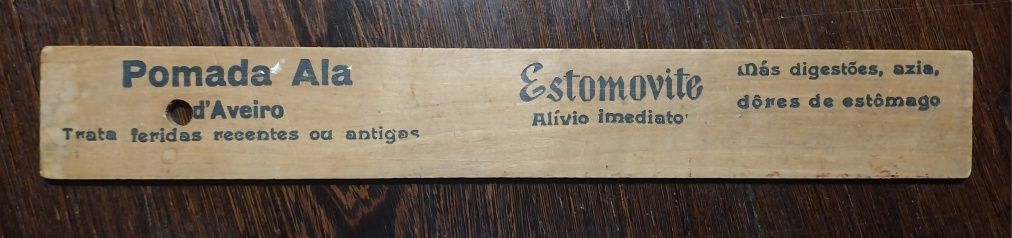 Pomada Ala
d'Aveiro
Trata feridas recentes ou antigas
Estomovite
Alívio imediato
Más digestões, azia,
dôres de estômago